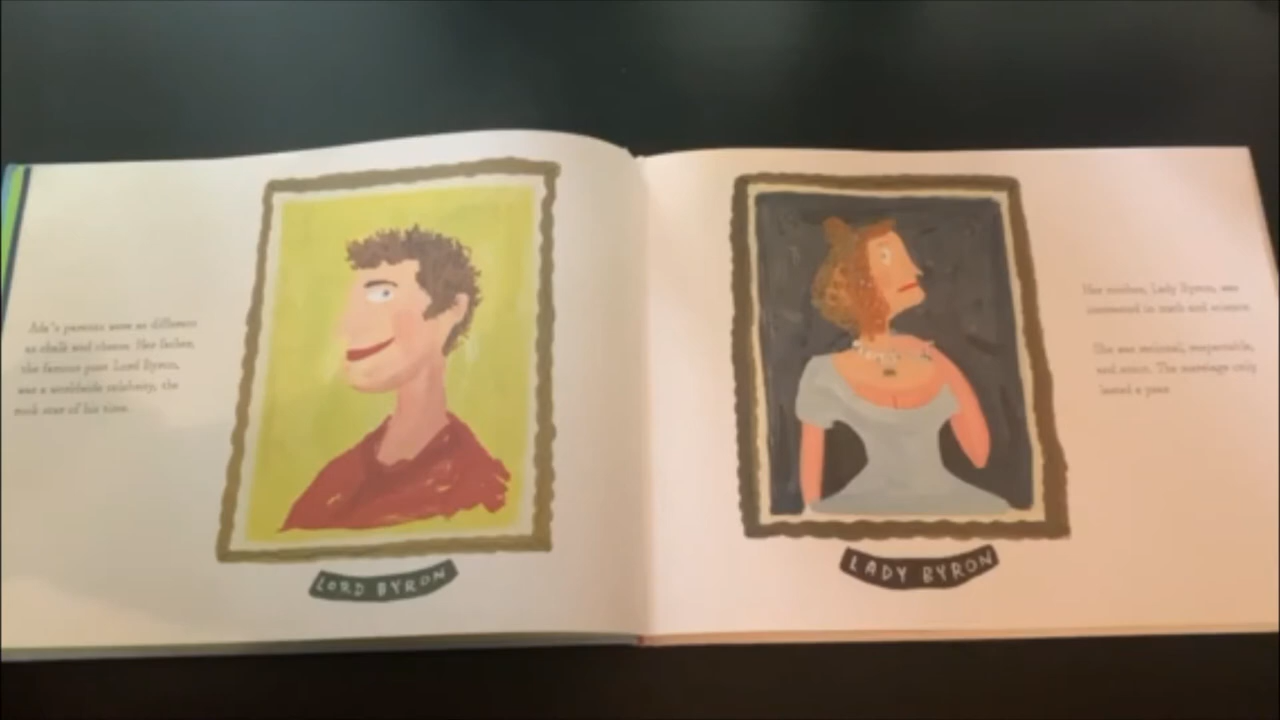 Ada's parents were as different
as chalk and cheese. Her father,
the famous poet Lord Byron,
was a worldwide celebrity, the
rock star of his time.
LORD BYRON
Her mother, Lady Byron, was
interested in math and science.
She was rational, respectable,
and strict. The marriage only
lasted a year.
LADY BYRON